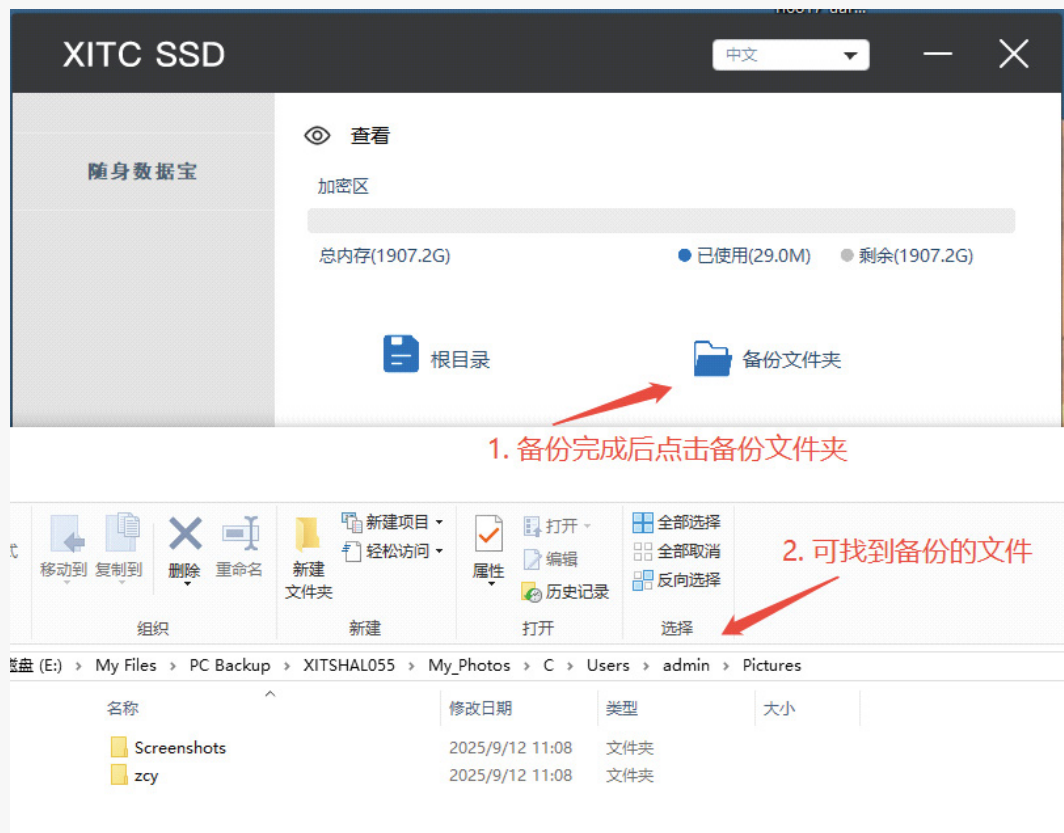 XITC SSD
中文
随身数据宝
查看
加密区
总内存(1907.2G)
已使用(29.0M)
剩余(1907.2G)
根目录
备份文件夹
1. 备份完成后点击备份文件夹
移动到
复制到
删除
重命名
组织
新建
文件夹
新建项目
轻松访问
新建
属性
打开
编辑
历史记录
打开
全部选择
全部取消
反向选择
选择
2. 可找到备份的文件
(E:) › My Files › PC Backup › XITSHAL055 › My_Photos › C › Users › admin › Pictures
名称 修改日期 类型 大小
Screenshots 2025/9/12 11:08 文件夹
zcy 2025/9/12 11:08 文件夹